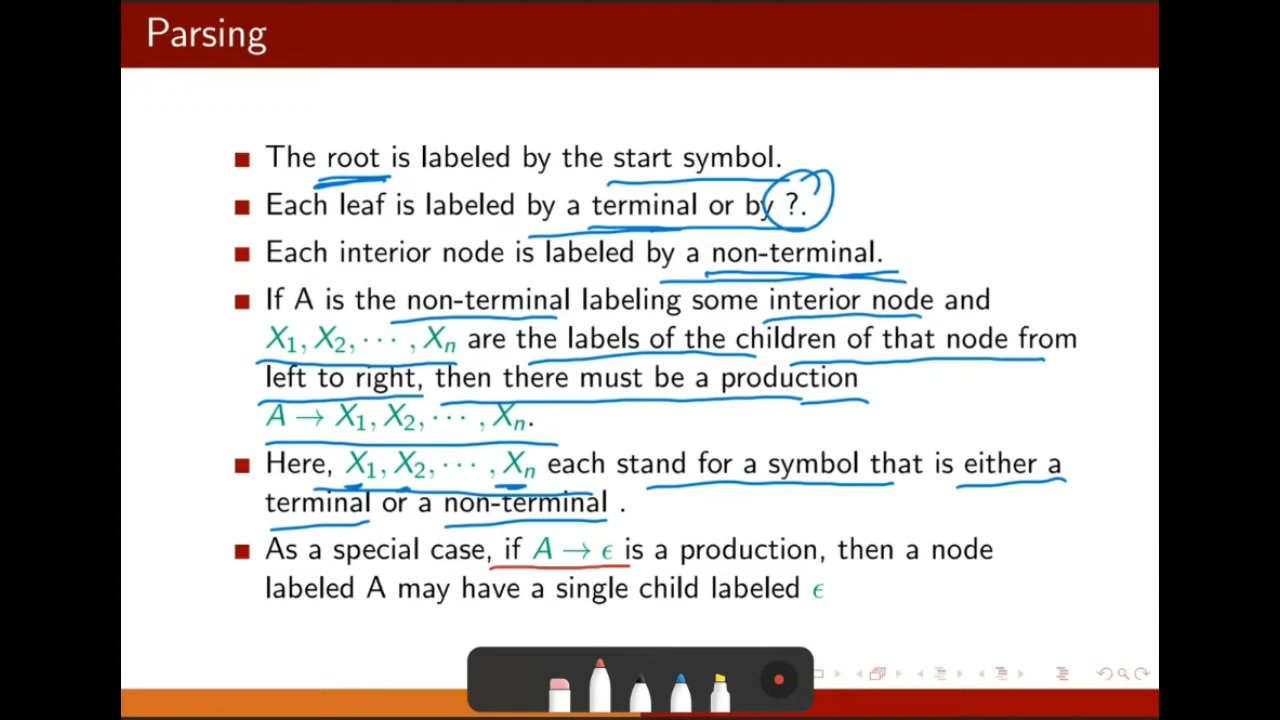 Parsing
The root is labeled by the start symbol.
Each leaf is labeled by a terminal or by ?.
Each interior node is labeled by a non-terminal.
If A is the non-terminal labeling some interior node and
X₁, X₂, ··· , Xₙ are the labels of the children of that node from
left to right, then there must be a production
A → X₁, X₂, ··· , Xₙ.
Here, X₁, X₂, ··· , Xₙ each stand for a symbol that is either a
terminal or a non-terminal .
As a special case, if A → ϵ is a production, then a node
labeled A may have a single child labeled ϵ